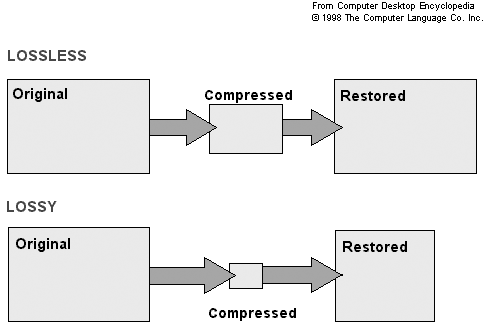 From Computer Desktop Encyclopedia
© 1998 The Computer Language Co. Inc.
LOSSLESS
Original
Compressed
Restored
LOSSY
Original
Compressed
Restored